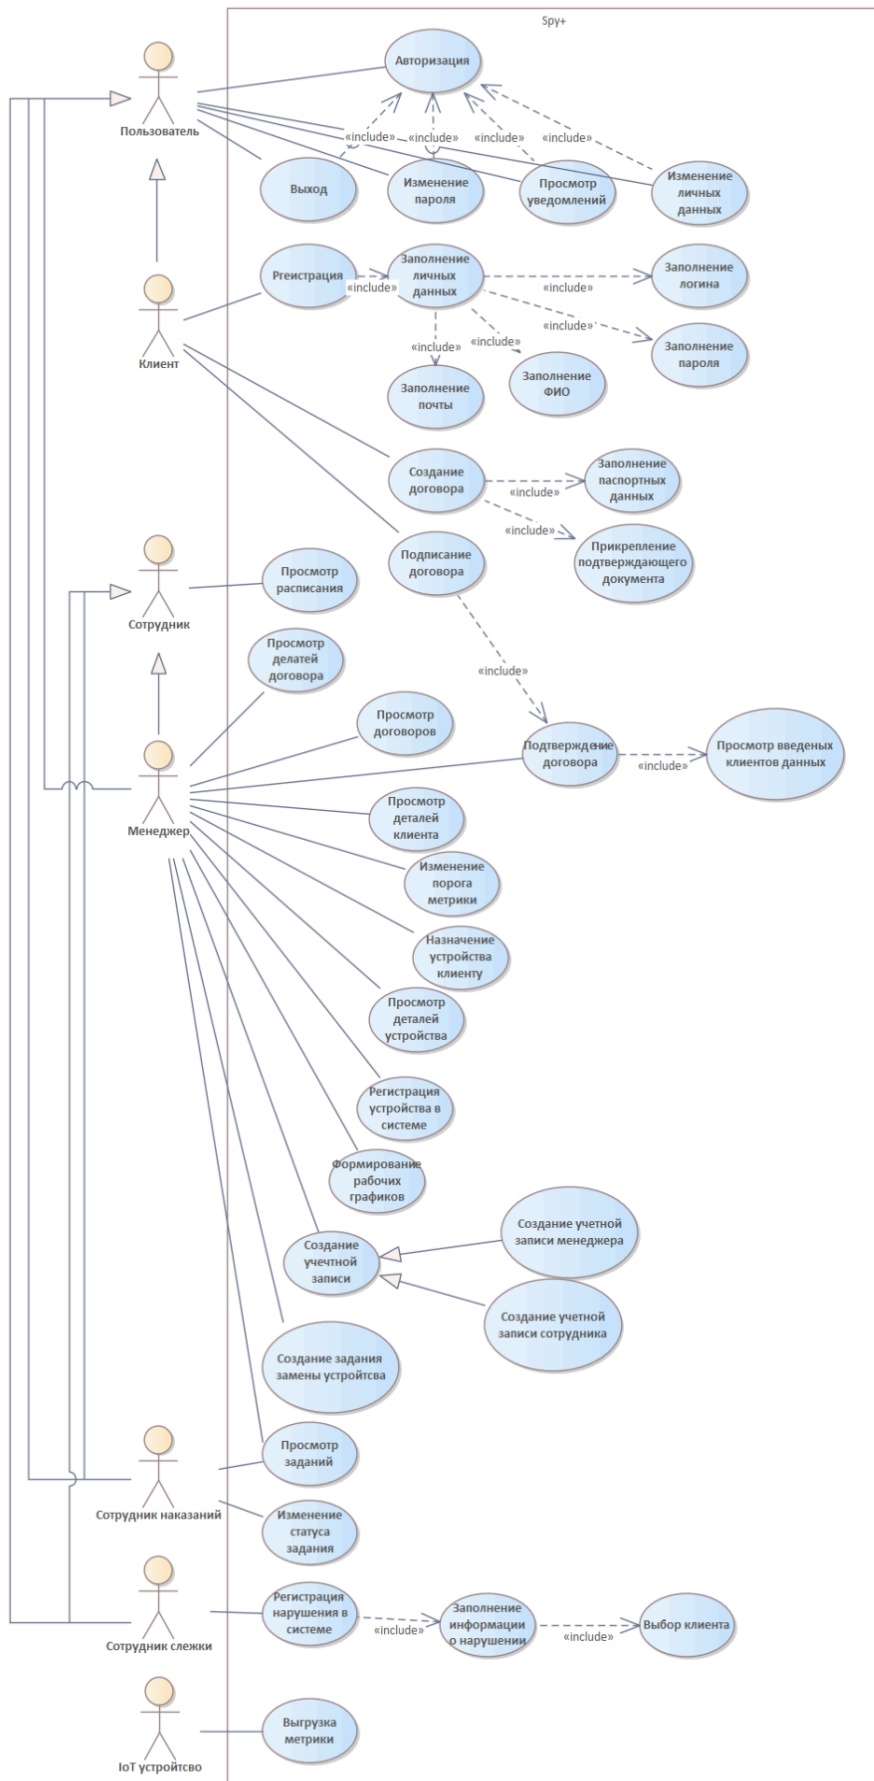 Spy+
Авторизация
Пользователь
«include»
«include»
«include»
«include»
Выход
Изменение
пароля
Просмотр
уведомлений
Изменение
личных
данных
Ргеистрация
«include»
Заполнение
личных
данных
«include»
Заполнение
логина
«include»
Заполнение
пароля
«include»
«include»
Клиент
Заполнение
почты
Заполнение
ФИО
Создание
договора
«include»
Заполнение
паспортных
данных
«include»
Прикрепление
подтверждающего
документа
Подписание
договора
Сотрудник
Просмотр
расписания
«include»
Просмотр
делатей
договора
Просмотр
договоров
Подтверждение
договора
«include»
Просмотр введеных
клиентов данных
Менеджер
Просмотр
деталей
клиента
Изменение
порога
метрики
Назначение
устройства
клиенту
Просмотр
деталей
устройства
Регистрация
устройства в
системе
Формирование
рабочих
графиков
Создание
учечтной
записи
Создание учетной
записи менеджера
Создание учетной
записи сотрудника
Создание задания
замены устройтсва
Просмотр
заданий
Сотрудник наказаний
Изменение
статуса
задания
Сотрудник слежки
Регистрация
нарушения в
системе
«include»
Заполнение
информации
о нарушении
«include»
Выбор клиента
IoT устройтсво
Выгрузка
метрики